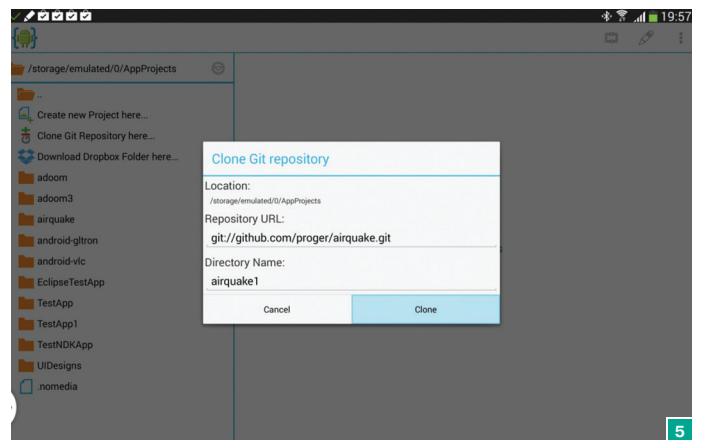 19:57
/storage/emulated/0/AppProjects
..
Create new Project here...
Clone Git Repository here...
Download Dropbox Folder here...
adoom
adoom3
airquake
android-gltron
android-vlc
EclipseTestApp
TestApp
TestApp1
TestNDKApp
UIDesigns
.nomedia
Clone Git repository
Location:
/storage/emulated/0/AppProjects
Repository URL:
git://github.com/proger/airquake.git
Directory Name:
airquake1
Cancel
Clone
5